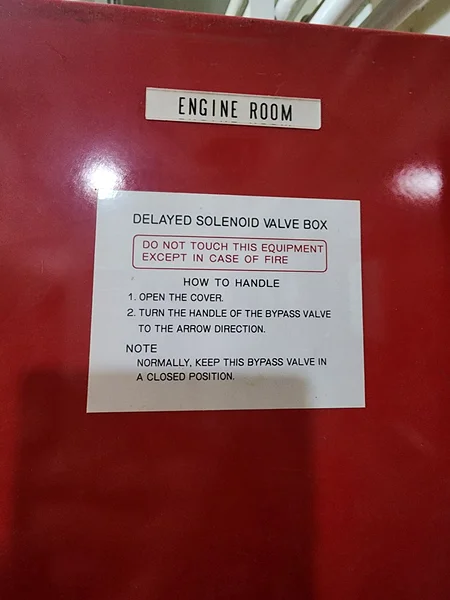 ENGINE ROOM
DELAYED SOLENOID VALVE BOX
DO NOT TOUCH THIS EQUIPMENT
EXCEPT IN CASE OF FIRE
HOW TO HANDLE
1. OPEN THE COVER.
2. TURN THE HANDLE OF THE BYPASS VALVE
TO THE ARROW DIRECTION.
NOTE
NORMALLY, KEEP THIS BYPASS VALVE IN
A CLOSED POSITION.